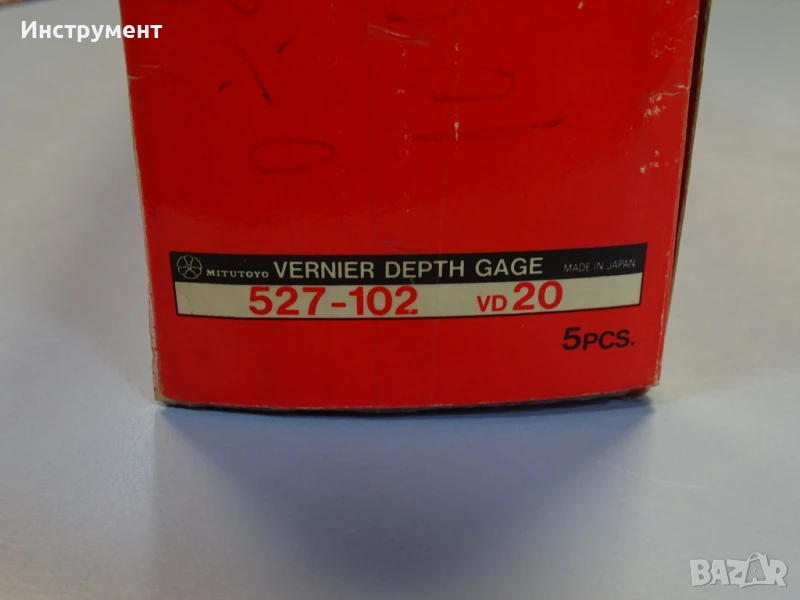 Инструмент
MITUTOYO VERNIER DEPTH GAGE MADE IN JAPAN
527-102 VD 20
5PCS.
BAZAR